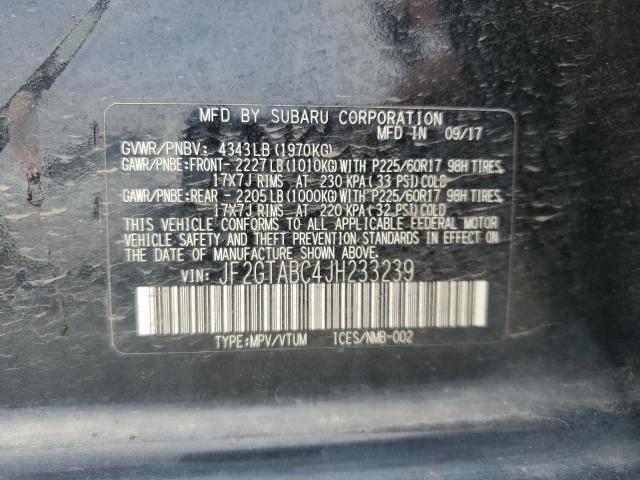 MFD BY SUBARU CORPORATION
MFD IN 09/17
GVWR/PNBV: 4343LB (1970KG)
GAWR/PNBE:FRONT- 2227LB (1010KG) WITH P225/60R17 98H TIRES,
17X7J RIMS AT 230 KPA (33 PSI) COLD
GAWR/PNBE:REAR - 2205LB (1000KG) WITH P225/60R17 98H TIRES,
17X7J RIMS AT 220 KPA (32 PSI) COLD
THIS VEHICLE CONFORMS TO ALL APPLICABLE FEDERAL MOTOR
VEHICLE SAFETY AND THEFT PREVENTION STANDARDS IN EFFECT ON
THE DATE OF MANUFACTURE SHOWN ABOVE.
VIN: JF2GTABC4JH233239
TYPE:MPV/VTUM ICES/NMB-002